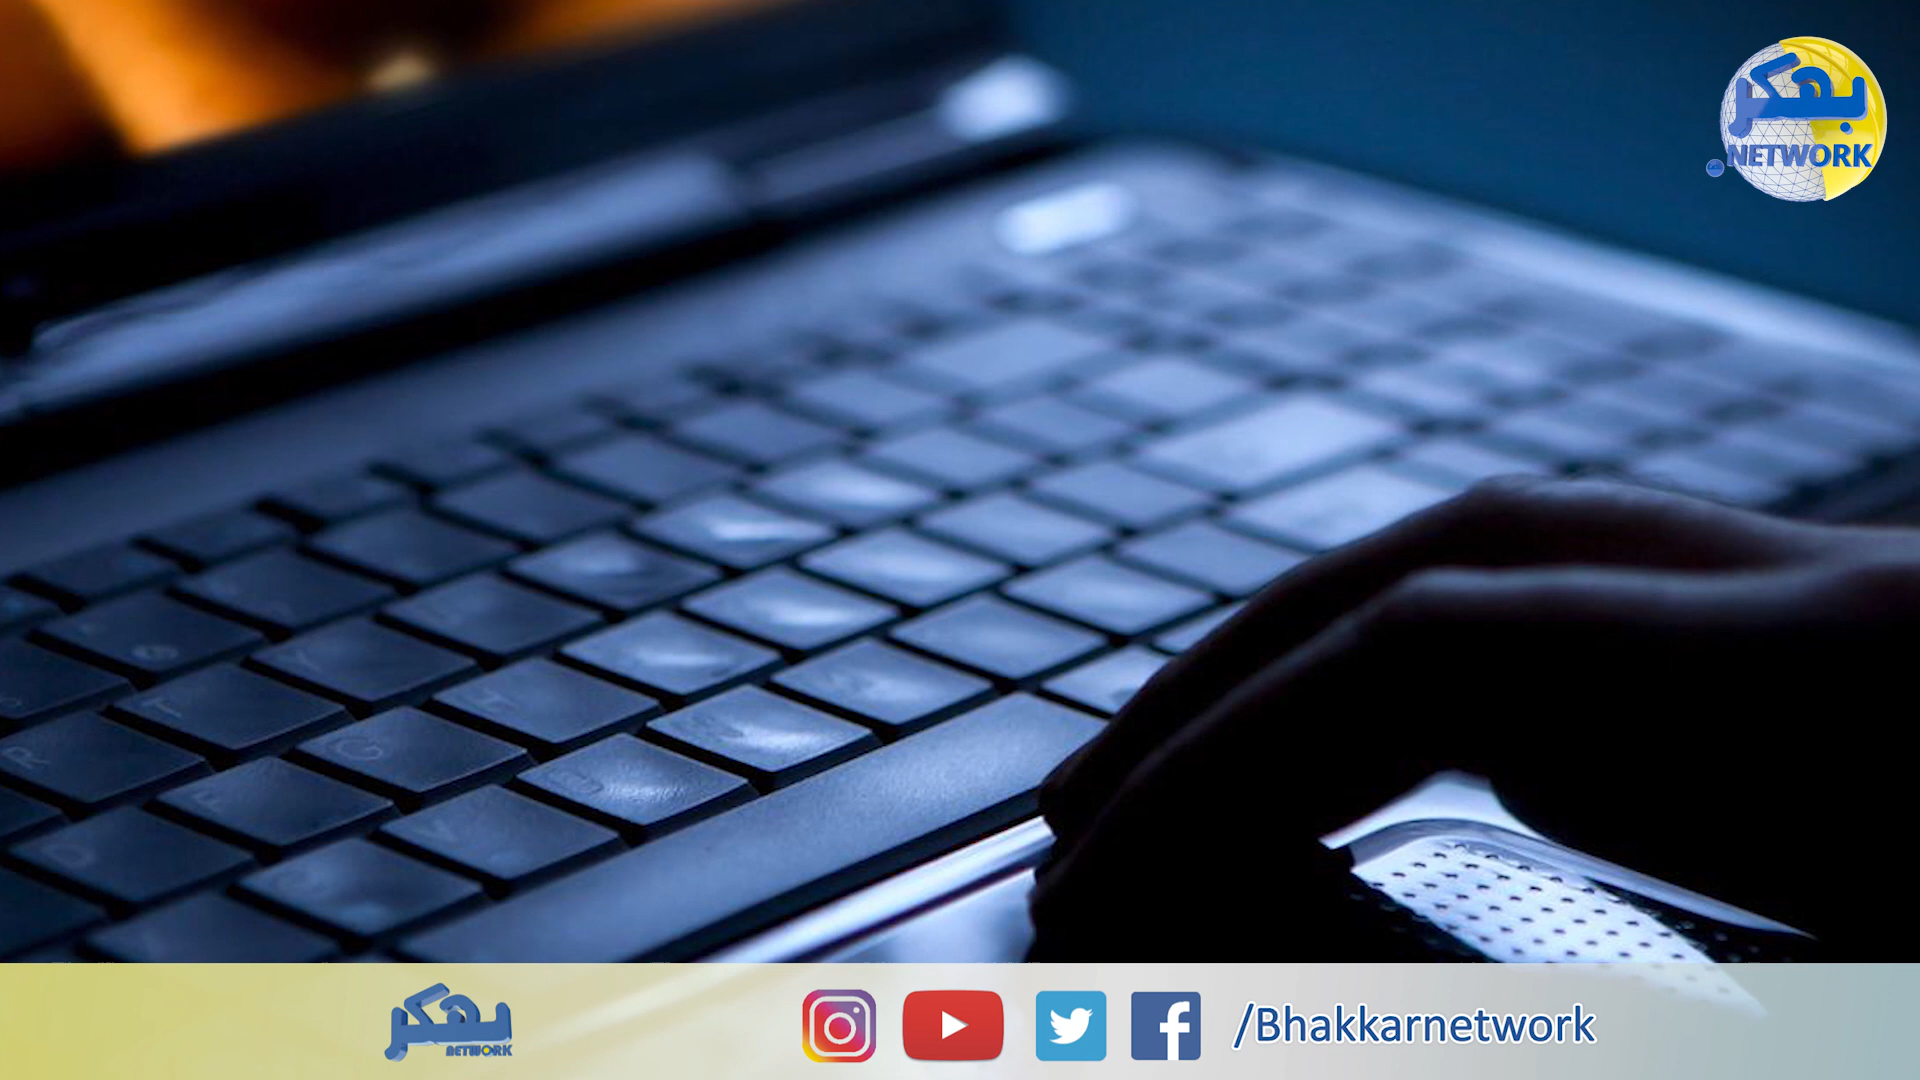 بھکر
NETWORK
Y
T
H
R
G
F
V
D
بھکر
NETWORK
/Bhakkarnetwork